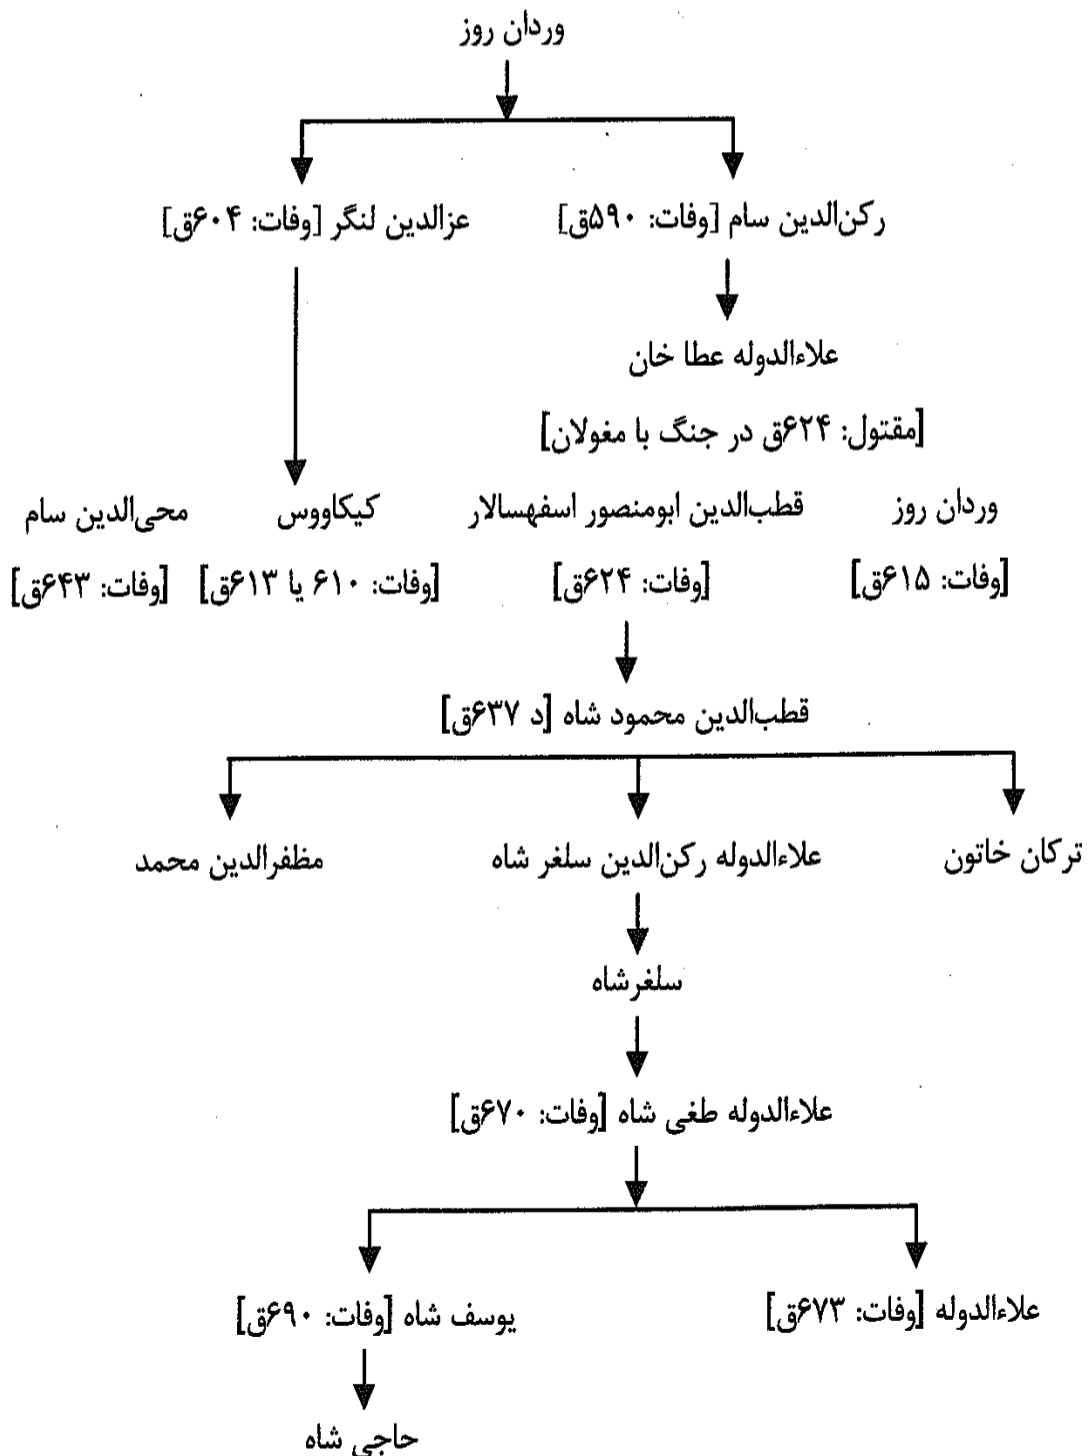 وردان روز
رکن‌الدین سام [وفات: ۵۹۰ق]
عزالدین لنگر [وفات: ۶۰۴ق]
علاءالدوله عطا خان
[مقتول: ۶۲۴ق در جنگ با مغولان]
وردان روز
قطب‌الدین ابومنصور اسفهسالار
کیکاووس
محی‌الدین سام
[وفات: ۶۱۵ق]
[وفات: ۶۲۴ق]
[وفات: ۶۱۰ یا ۶۱۳ق]
[وفات: ۶۴۳ق]
قطب‌الدین محمود شاه [د ۶۳۷ق]
ترکان خاتون
علاءالدوله رکن‌الدین سلغر شاه
مظفرالدین محمد
سلغرشاه
علاءالدوله طغی شاه [وفات: ۶۷۰ق]
علاءالدوله [وفات: ۶۷۳ق]
یوسف شاه [وفات: ۶۹۰ق]
حاجی شاه